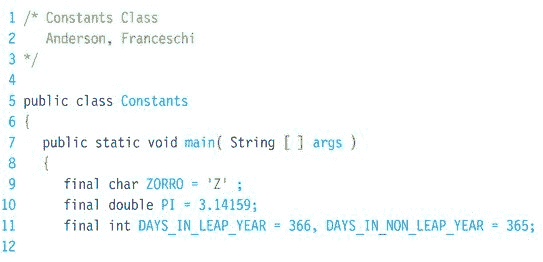 1 /* Constants Class
2    Anderson, Franceschi
3 */
4
5 public class Constants
6 {
7    public static void main( String [ ] args )
8    {
9       final char ZORRO = 'Z' ;
10      final double PI = 3.14159;
11      final int DAYS_IN_LEAP_YEAR = 366, DAYS_IN_NON_LEAP_YEAR = 365;
12